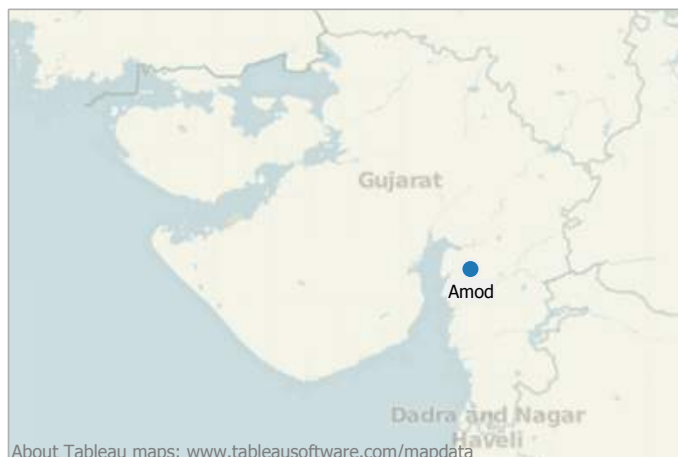 Gujarat
Amod
Dadra and Nagar
Haveli
About Tableau maps: www.tableausoftware.com/mapdata